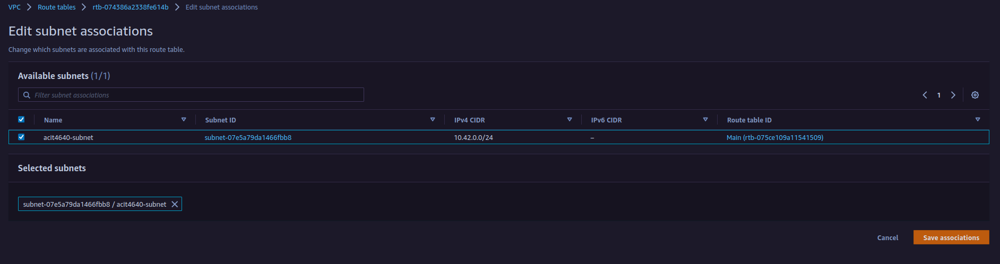 VPC > Route tables > rtb-074386a2338fe614b > Edit subnet associations
Edit subnet associations
Change which subnets are associated with this route table.
Available subnets (1/1)
Filter subnet associations
1
Name Subnet ID IPv4 CIDR IPv6 CIDR Route table ID
acit4640-subnet subnet-07e5a79da1466fbb8 10.42.0.0/24 – Main (rtb-075ce109a11541509)
Selected subnets
subnet-07e5a79da1466fbb8 / acit4640-subnet
Cancel Save associations